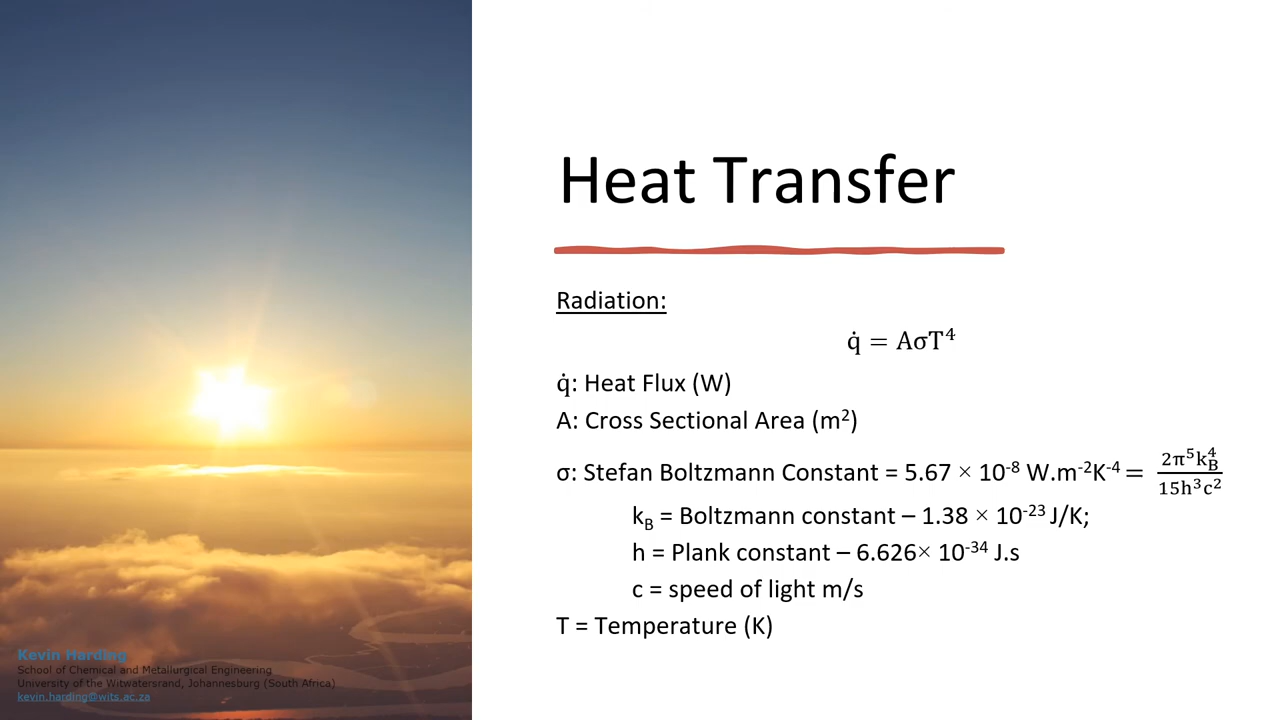 Heat Transfer
Radiation:
q̇ = AσT⁴
q̇: Heat Flux (W)
A: Cross Sectional Area (m²)
σ: Stefan Boltzmann Constant = 5.67 × 10⁻⁸ W.m⁻²K⁻⁴ = 2π⁵k_B⁴ / 15h³c²
k_B = Boltzmann constant – 1.38 × 10⁻²³ J/K;
h = Plank constant – 6.626× 10⁻³⁴ J.s
c = speed of light m/s
T = Temperature (K)
Kevin Harding
School of Chemical and Metallurgical Engineering
University of the Witwatersrand, Johannesburg (South Africa)
kevin.harding@wits.ac.za